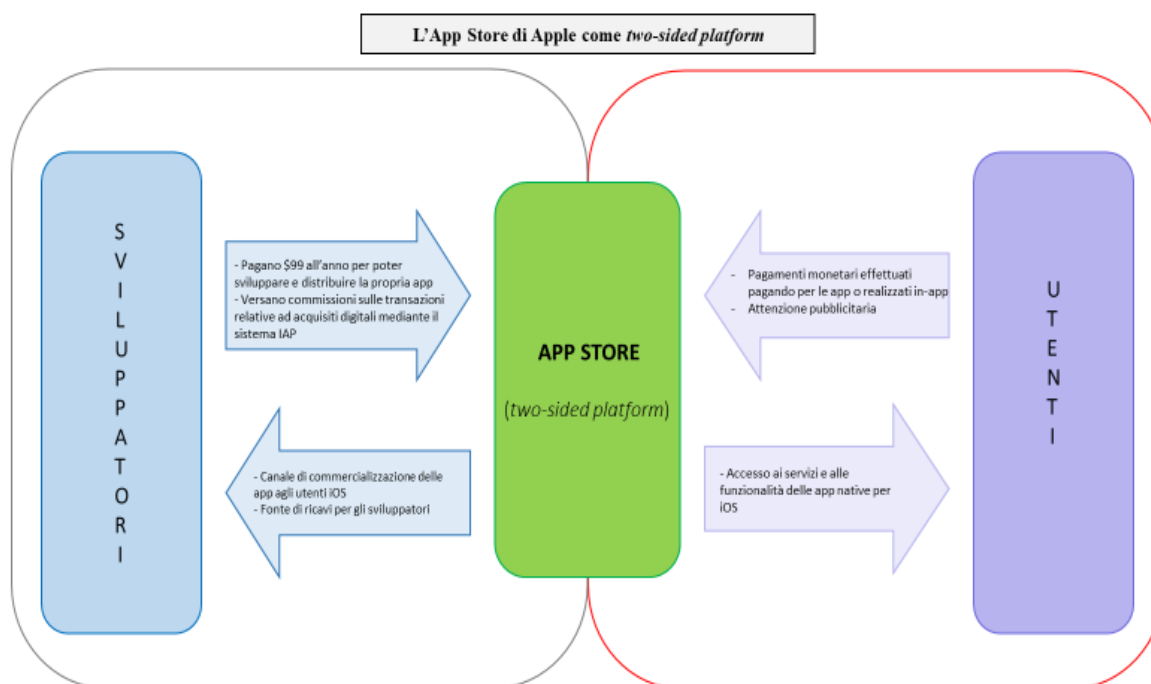 L'App Store di Apple come two-sided platform
SVILUPPATORI
- Pagano $99 all'anno per poter
sviluppare e distribuire la propria app
- Versano commissioni sulle transazioni
relative ad acquisiti digitali mediante il
sistema IAP
- Canale di commercializzazione delle
app agli utenti iOS
- Fonte di ricavi per gli sviluppatori
APP STORE
(two-sided platform)
- Pagamenti monetari effettuati
pagando per le app o realizzati in-app
- Attenzione pubblicitaria
- Accesso ai servizi e alle
funzionalità delle app native per
iOS
UTENTI